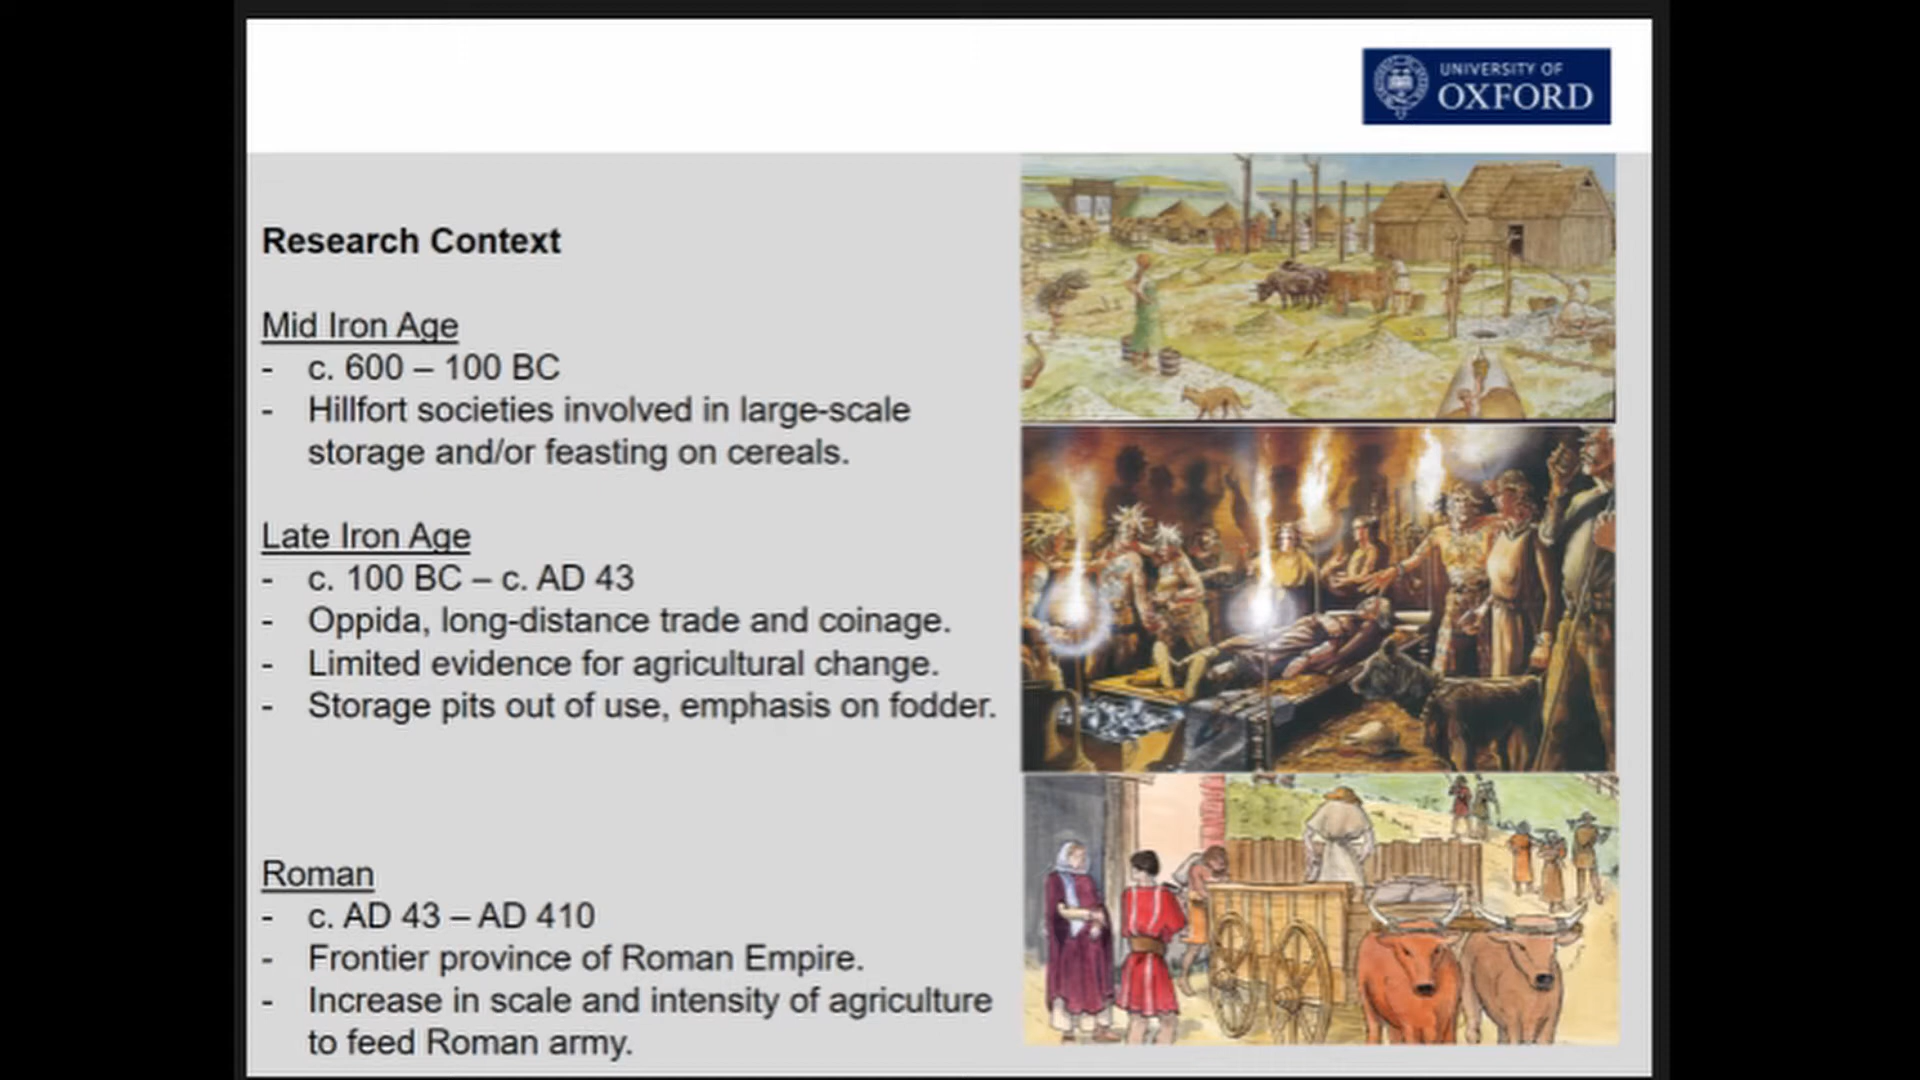 UNIVERSITY OF
OXFORD
Research Context
Mid Iron Age
- c. 600 – 100 BC
- Hillfort societies involved in large-scale
storage and/or feasting on cereals.
Late Iron Age
- c. 100 BC – c. AD 43
- Oppida, long-distance trade and coinage.
- Limited evidence for agricultural change.
- Storage pits out of use, emphasis on fodder.
Roman
- c. AD 43 – AD 410
- Frontier province of Roman Empire.
- Increase in scale and intensity of agriculture
to feed Roman army.